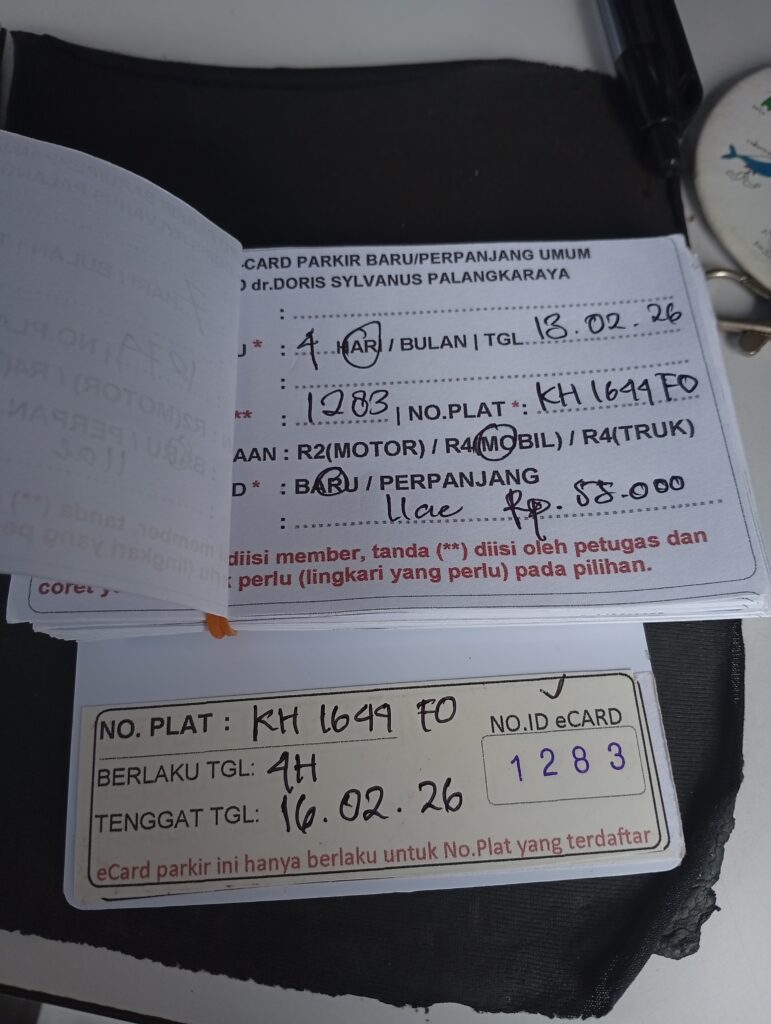 -CARD PARKIR BARU/PERPANJANG UMUM
dr.DORIS SYLVANUS PALANGKARAYA
:
* : 4 HARI / BULAN | TGL 13.02.26
:
** : 1283 | NO.PLAT *: KH 1649 FO
AAN : R2(MOTOR) / R4(MOBIL) / R4(TRUK)
D * : BARU / PERPANJANG
: Rp. 55.000
diisi member, tanda (**) diisi oleh petugas dan
coret perlu (lingkari yang perlu) pada pilihan.
NO. PLAT : KH 1649 FO
NO.ID eCARD
BERLAKU TGL: 4H
1283
TENGGAT TGL: 16.02.26
eCard parkir ini hanya berlaku untuk No.Plat yang terdaftar